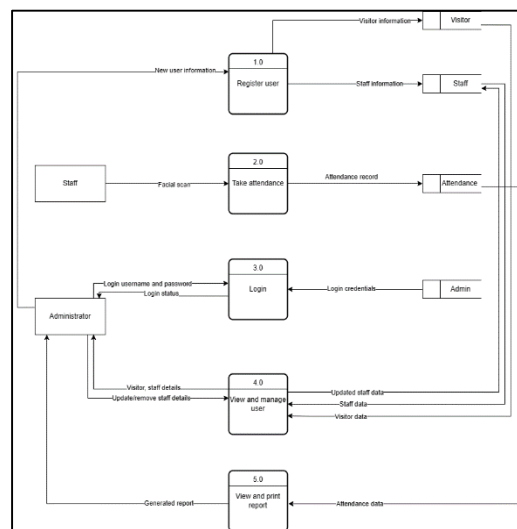 Visitor information
Visitor
1.0
New user information
Register user
Staff information
Staff
2.0
Staff
Facial scan
Take attendance
Attendance record
Attendance
3.0
Login username and password
Login status
Login
Login credentials
Admin
Administrator
4.0
Visitor, staff details
Update/remove staff details
View and manage
user
Updated staff data
Staff data
Visitor data
5.0
View and print
report
Generated report
Attendance data